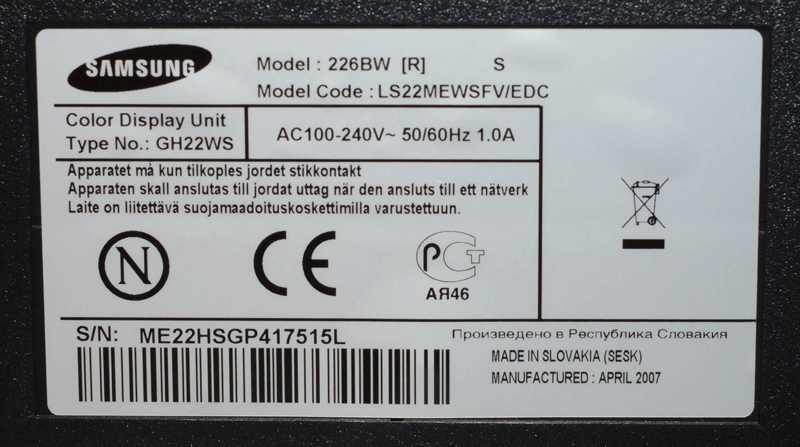 SAMSUNG
Model : 226BW [R] S
Model Code : LS22MEWSFV/EDC
Color Display Unit
Type No.: GH22WS
AC100-240V~ 50/60Hz 1.0A
Apparatet må kun tilkoples jordet stikkontakt
Apparaten skall anslutas till jordat uttag när den ansluts till ett nätverk
Laite on liitettävä suojamaadoituskoskettimilla varustettuun.
N
CE
PCT
АЯ46
S/N: ME22HSGP417515L
Произведено в Республика Словакия
MADE IN SLOVAKIA (SESK)
MANUFACTURED : APRIL 2007